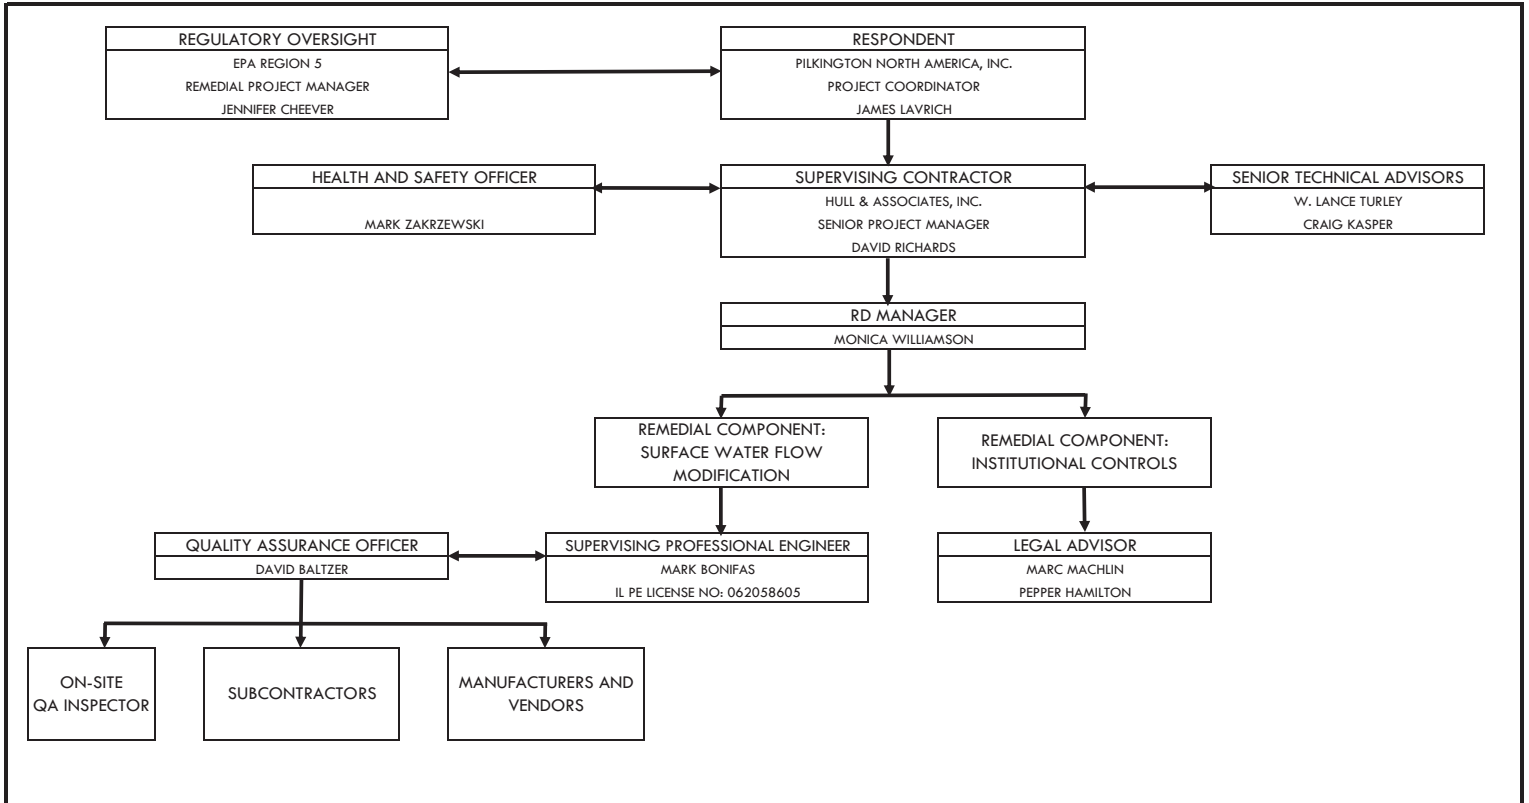 REGULATORY OVERSIGHT
EPA REGION 5
REMEDIAL PROJECT MANAGER
JENNIFER CHEEVER
RESPONDENT
PILKINGTON NORTH AMERICA, INC.
PROJECT COORDINATOR
JAMES LAVRICH
HEALTH AND SAFETY OFFICER
MARK ZAKRZEWSKI
SUPERVISING CONTRACTOR
HULL & ASSOCIATES, INC.
SENIOR PROJECT MANAGER
DAVID RICHARDS
SENIOR TECHNICAL ADVISORS
W. LANCE TURLEY
CRAIG KASPER
RD MANAGER
MONICA WILLIAMSON
REMEDIAL COMPONENT:
SURFACE WATER FLOW
MODIFICATION
REMEDIAL COMPONENT:
INSTITUTIONAL CONTROLS
QUALITY ASSURANCE OFFICER
DAVID BALTZER
SUPERVISING PROFESSIONAL ENGINEER
MARK BONIFAS
IL PE LICENSE NO: 062058605
LEGAL ADVISOR
MARC MACHLIN
PEPPER HAMILTON
ON-SITE
QA INSPECTOR
SUBCONTRACTORS
MANUFACTURERS AND
VENDORS